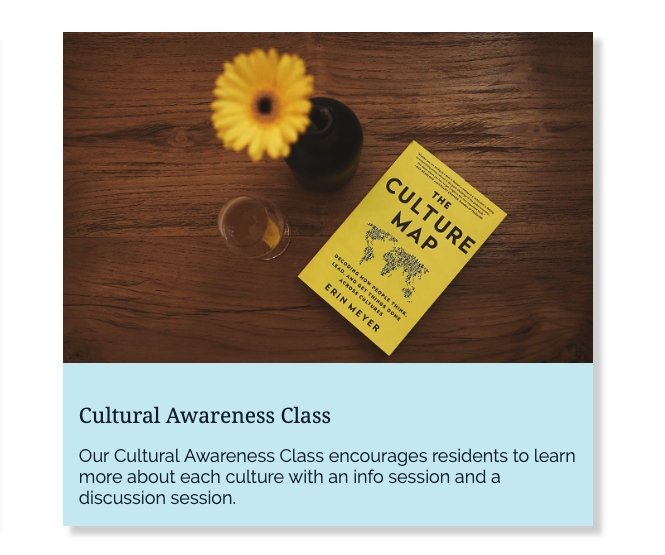 THE
CULTURE
MAP
DECODING HOW PEOPLE THINK,
LEAD, AND GET THINGS DONE
ACROSS CULTURES
ERIN MEYER
Cultural Awareness Class
Our Cultural Awareness Class encourages residents to learn
more about each culture with an info session and a
discussion session.